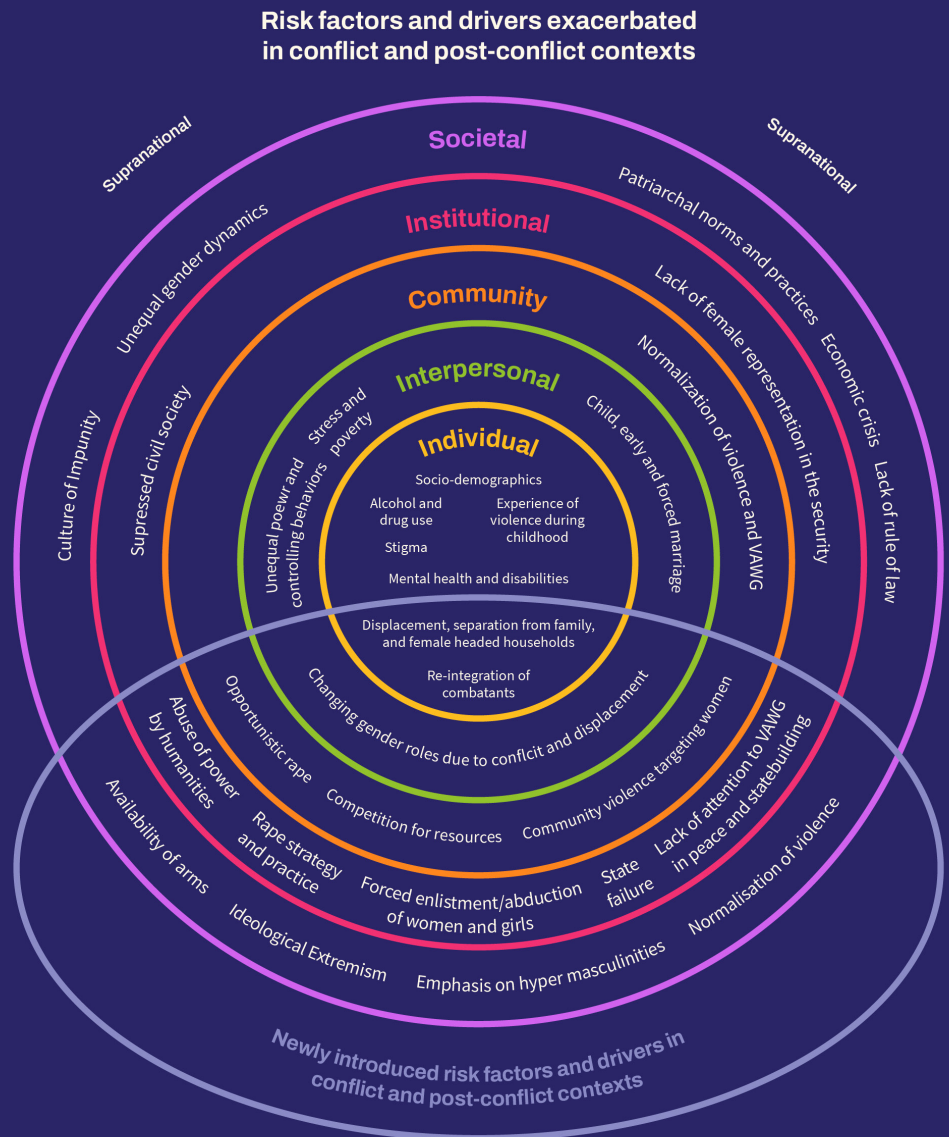 Risk factors and drivers exacerbated
in conflict and post-conflict contexts
Supranational
Supranational
Societal
Unequal gender dynamics
Culture of Impunity
Patriarchal norms and practices
Economic crisis
Lack of rule of law
Institutional
Supressed civil society
Lack of female representation in the security
Community
Normalization of violence and VAWG
Interpersonal
Stress and
poverty
Unequal poewr and
controlling behaviors
Child, early and forced marriage
Individual
Socio-demographics
Alcohol and
drug use
Experience of
violence during
childhood
Stigma
Mental health and disabilities
Displacement, separation from family,
and female headed households
Re-integration of
combatants
Changing gender roles due to conflcit and displacement
Opportunistic rape
Competition for resources
Community violence targeting women
Abuse of power
by humanities
Rape strategy
and practice
Forced enlistment/abduction
of women and girls
State
failure
Lack of attention to VAWG
in peace and statebuilding
Availability of arms
Ideological Extremism
Emphasis on hyper masculinities
Normalisation of violence
Newly introduced risk factors and drivers in
conflict and post-conflict contexts